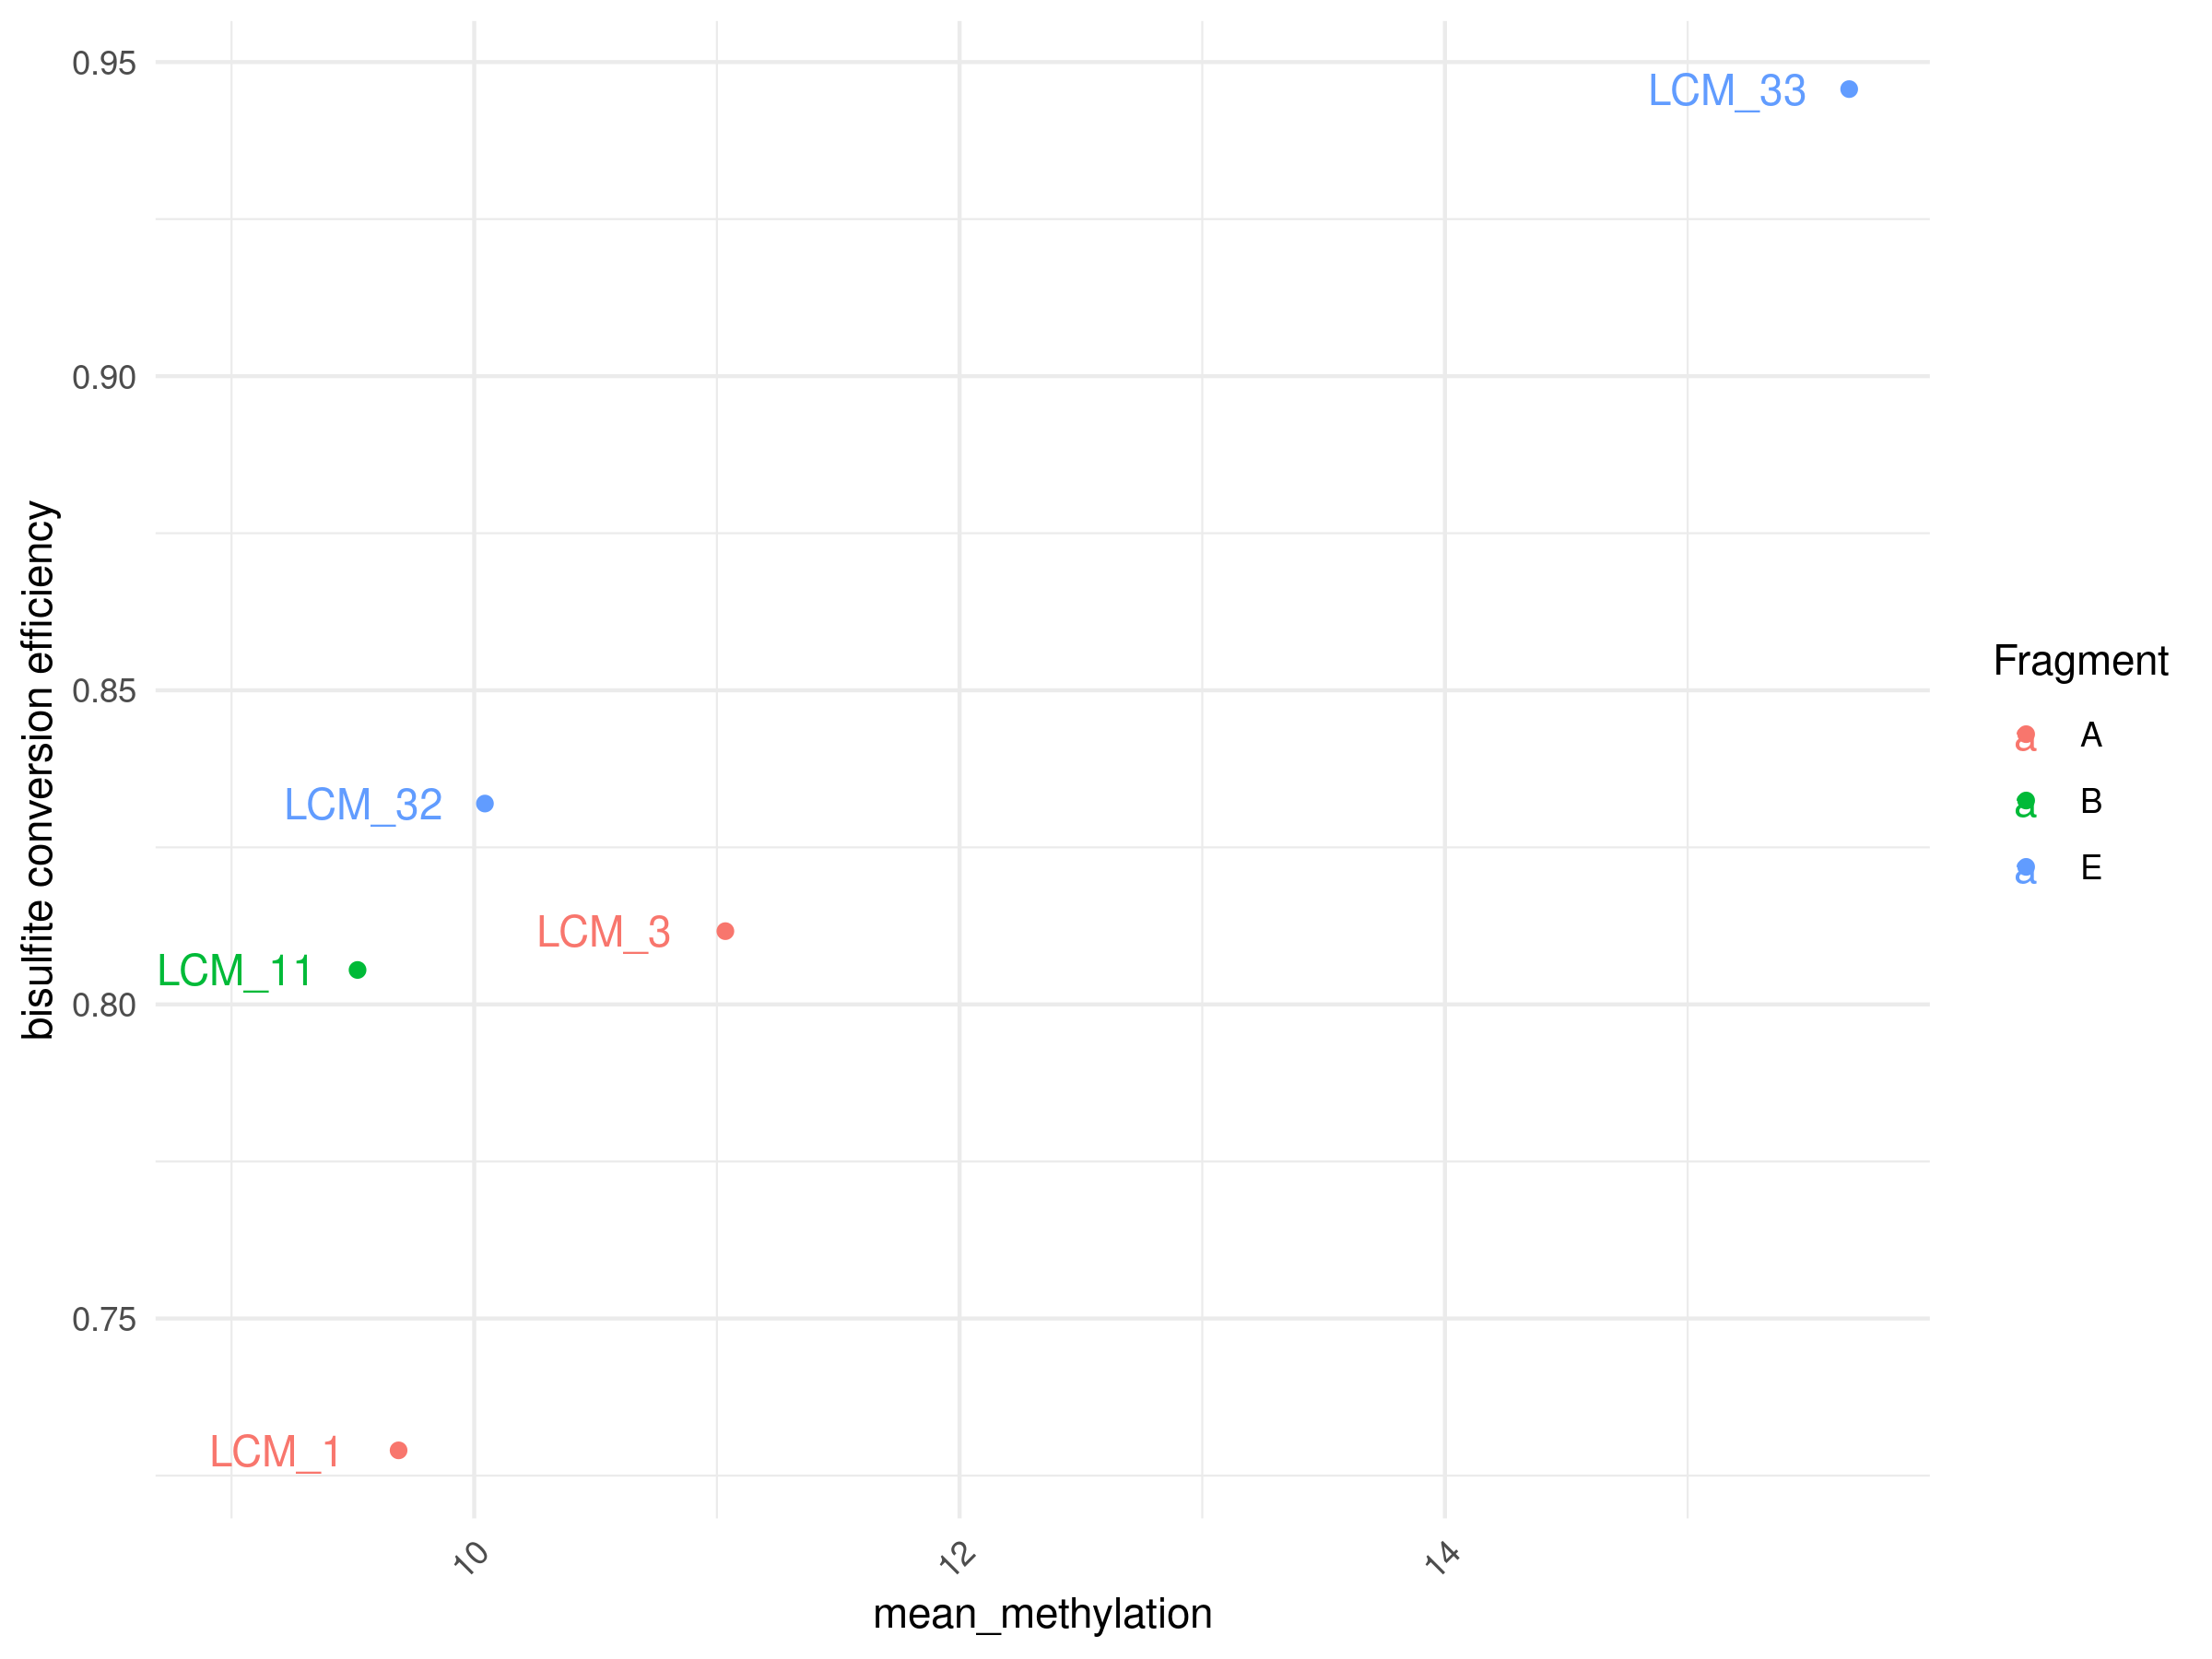 0.95
LCM_33
0.90
0.85
LCM_32
LCM_3
LCM_11
0.80
0.75
LCM_1
10
12
14
mean_methylation
bisulfite conversion efficiency
Fragment
a A
a B
a E